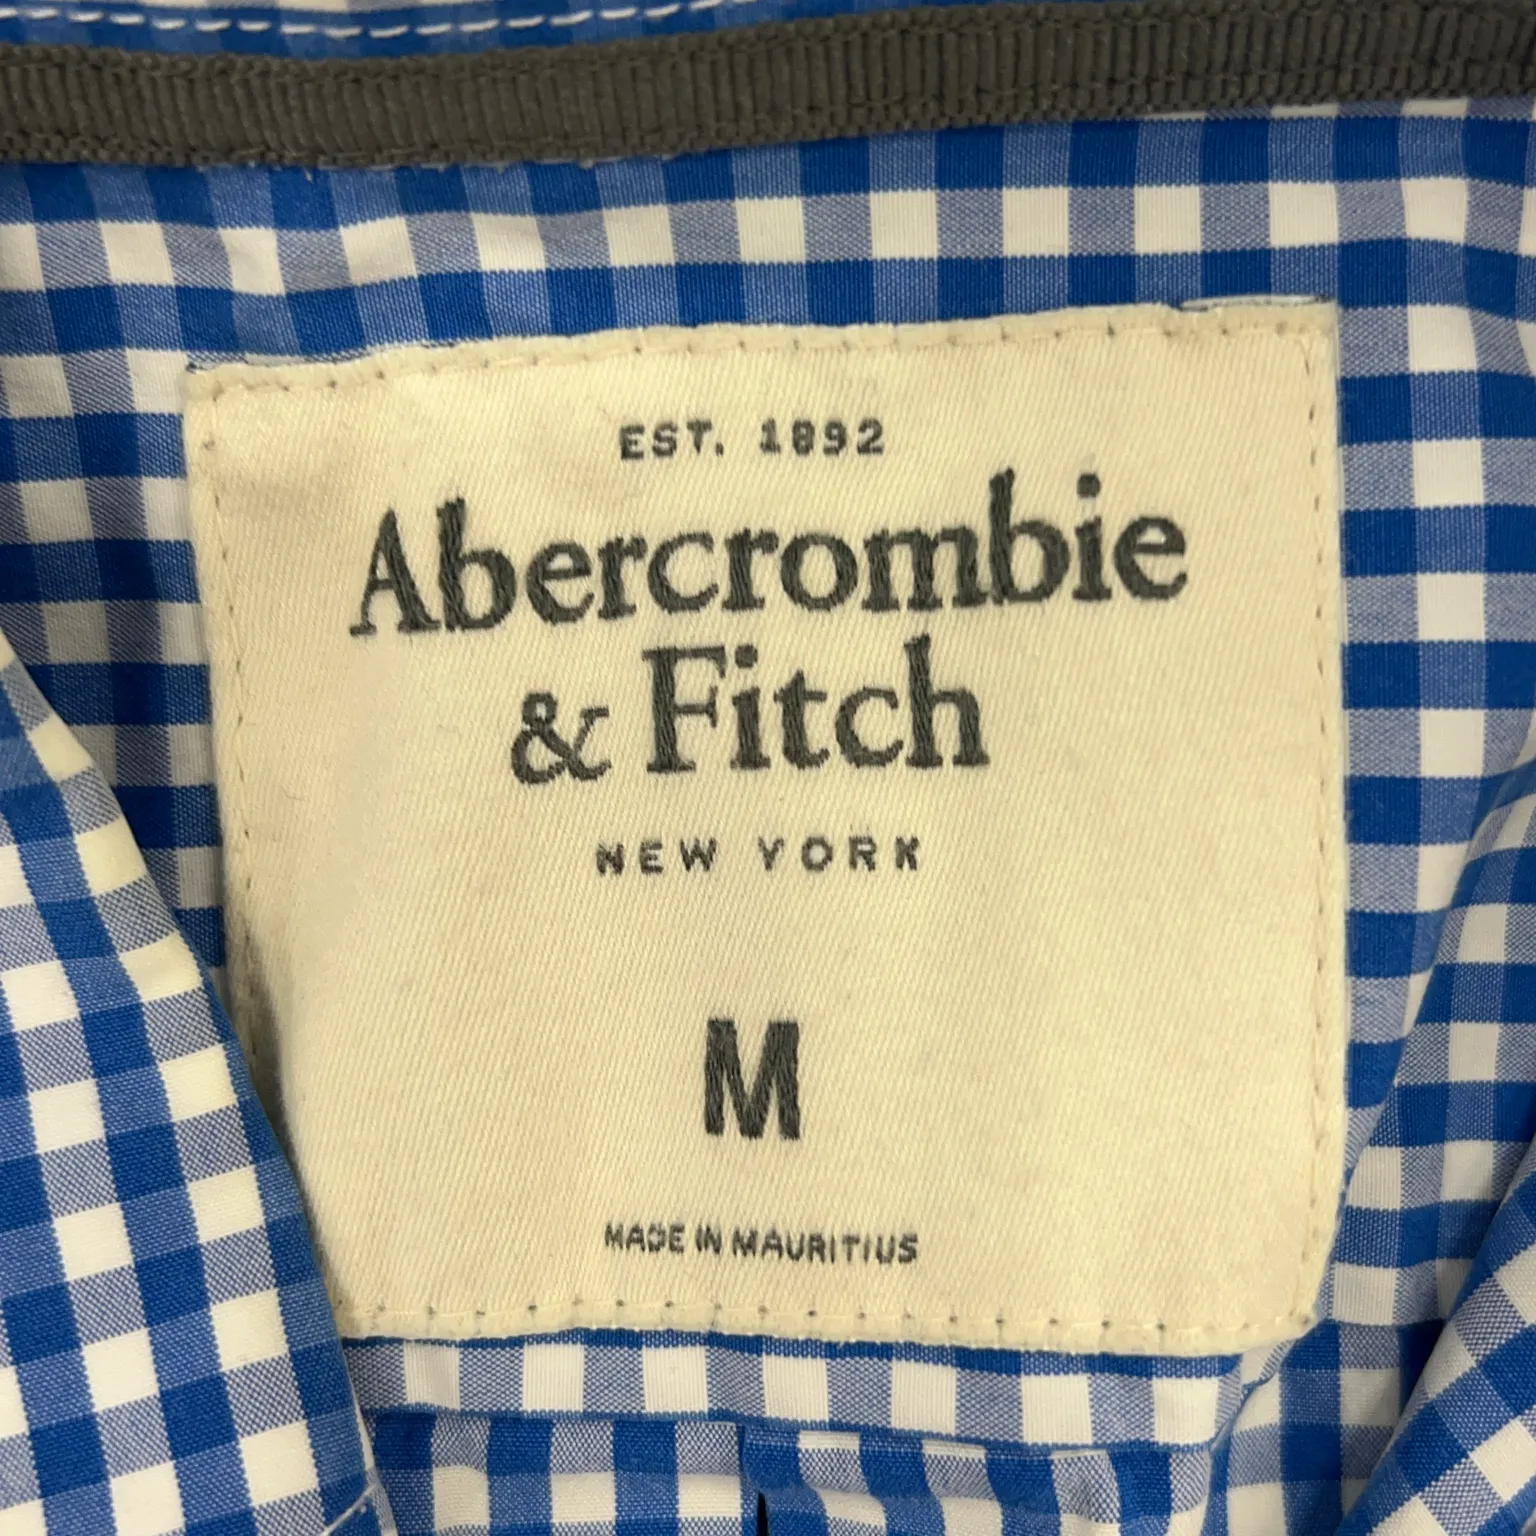 EST. 1892
Abercrombie
& Fitch
NEW YORK
M
MADE IN MAURITIUS